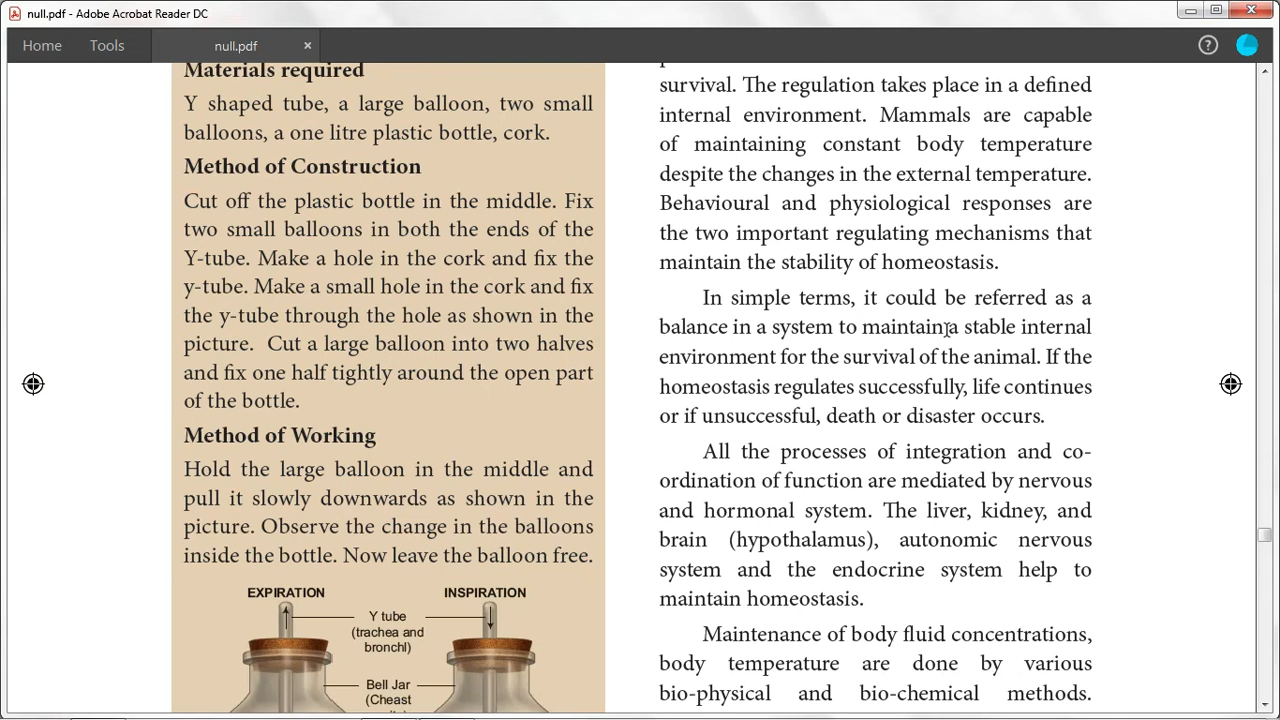 null.pdf - Adobe Acrobat Reader DC
Home
Tools
null.pdf
Materials required
Y shaped tube, a large balloon, two small
balloons, a one litre plastic bottle, cork.
Method of Construction
Cut off the plastic bottle in the middle. Fix
two small balloons in both the ends of the
Y-tube. Make a hole in the cork and fix the
y-tube. Make a small hole in the cork and fix
the y-tube through the hole as shown in the
picture. Cut a large balloon into two halves
and fix one half tightly around the open part
of the bottle.
Method of Working
Hold the large balloon in the middle and
pull it slowly downwards as shown in the
picture. Observe the change in the balloons
inside the bottle. Now leave the balloon free.
EXPIRATION
INSPIRATION
Y tube
(trachea and
bronchl)
Bell Jar
(Cheast
survival. The regulation takes place in a defined
internal environment. Mammals are capable
of maintaining constant body temperature
despite the changes in the external temperature.
Behavioural and physiological responses are
the two important regulating mechanisms that
maintain the stability of homeostasis.
In simple terms, it could be referred as a
balance in a system to maintain a stable internal
environment for the survival of the animal. If the
homeostasis regulates successfully, life continues
or if unsuccessful, death or disaster occurs.
All the processes of integration and co-
ordination of function are mediated by nervous
and hormonal system. The liver, kidney, and
brain (hypothalamus), autonomic nervous
system and the endocrine system help to
maintain homeostasis.
Maintenance of body fluid concentrations,
body temperature are done by various
bio-physical and bio-chemical methods.